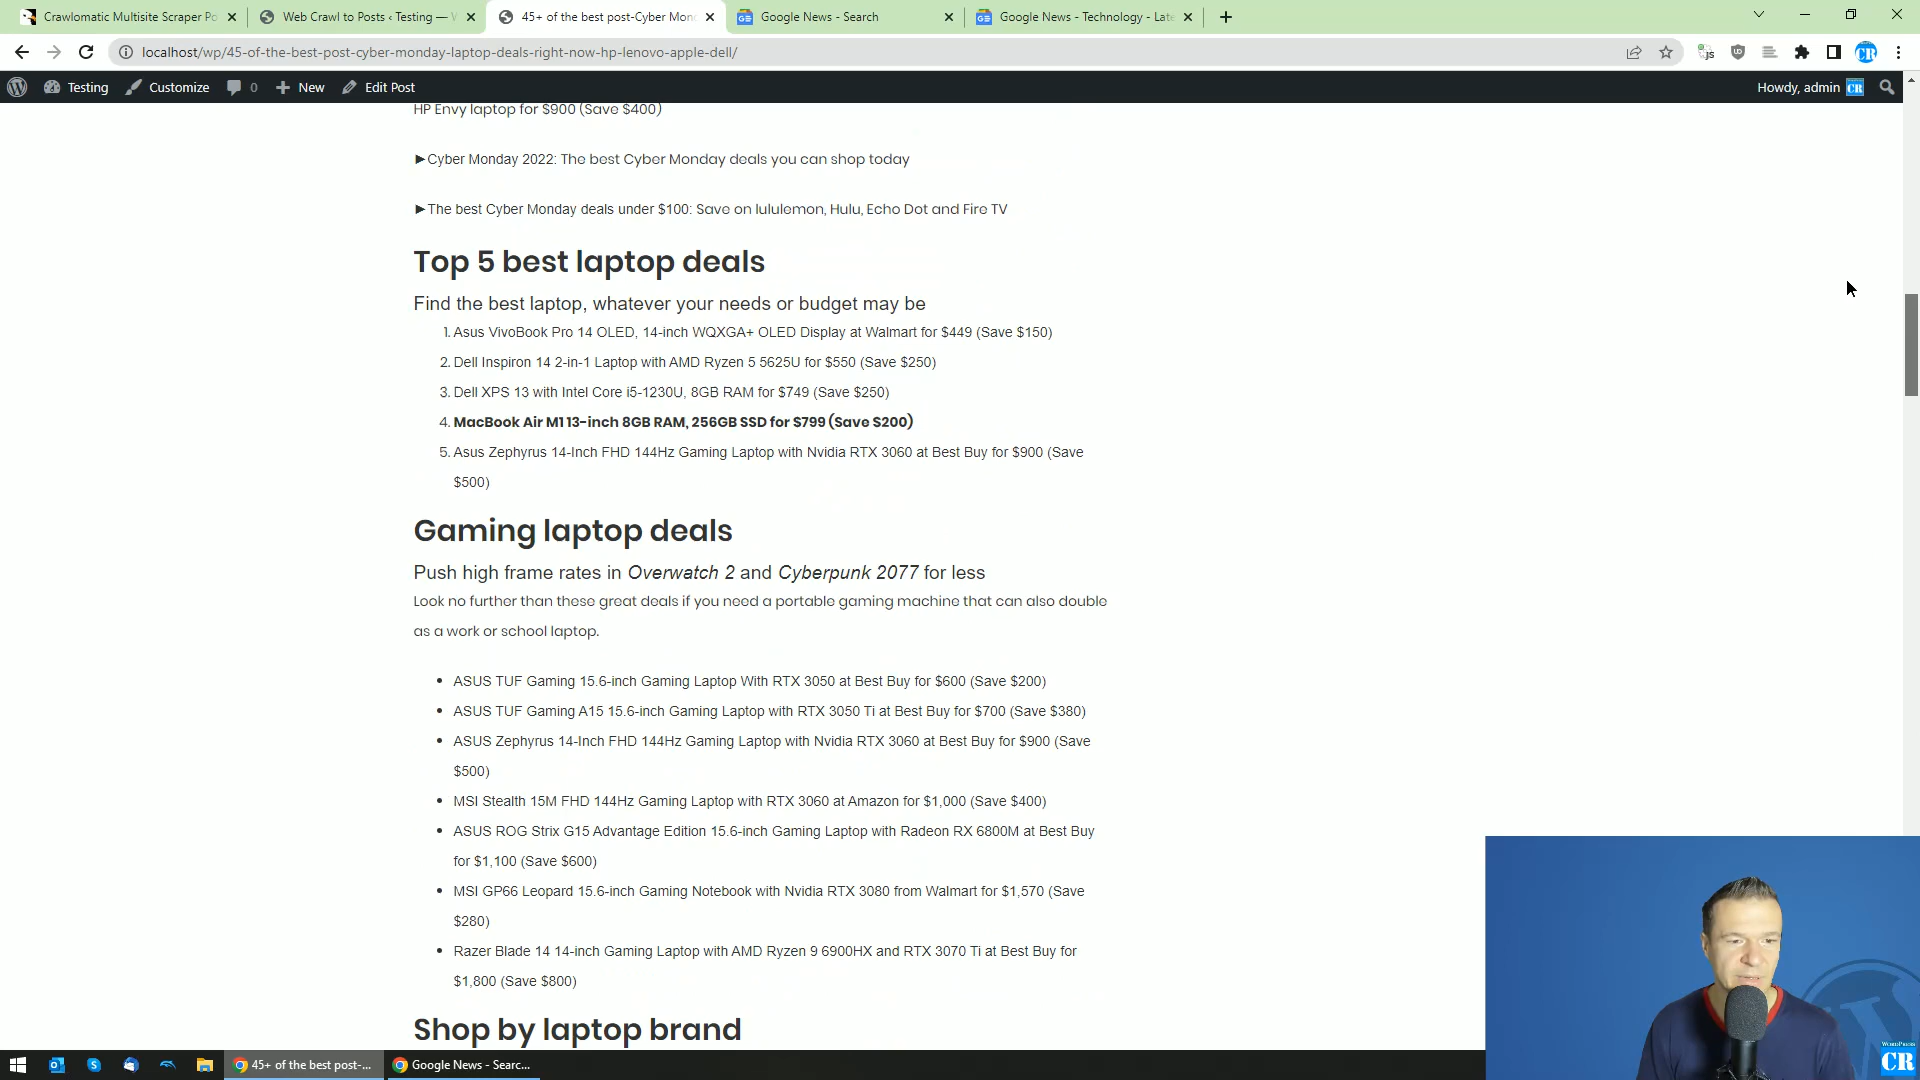 Crawlomatic Multisite Scraper Po
Web Crawl to Posts ‹ Testing — W
45+ of the best post-Cyber Mon
Google News - Search
Google News - Technology - Late
localhost/wp/45-of-the-best-post-cyber-monday-laptop-deals-right-now-hp-lenovo-apple-dell/
Testing
Customize
0
New
Edit Post
Howdy, admin
HP Envy laptop for $900 (Save $400)
►Cyber Monday 2022: The best Cyber Monday deals you can shop today
►The best Cyber Monday deals under $100: Save on lululemon, Hulu, Echo Dot and Fire TV
Top 5 best laptop deals
Find the best laptop, whatever your needs or budget may be
1. Asus VivoBook Pro 14 OLED, 14-inch WQXGA+ OLED Display at Walmart for $449 (Save $150)
2. Dell Inspiron 14 2-in-1 Laptop with AMD Ryzen 5 5625U for $550 (Save $250)
3. Dell XPS 13 with Intel Core i5-1230U, 8GB RAM for $749 (Save $250)
4. MacBook Air M1 13-inch 8GB RAM, 256GB SSD for $799 (Save $200)
5. Asus Zephyrus 14-Inch FHD 144Hz Gaming Laptop with Nvidia RTX 3060 at Best Buy for $900 (Save
$500)
Gaming laptop deals
Push high frame rates in Overwatch 2 and Cyberpunk 2077 for less
Look no further than these great deals if you need a portable gaming machine that can also double
as a work or school laptop.
• ASUS TUF Gaming 15.6-inch Gaming Laptop With RTX 3050 at Best Buy for $600 (Save $200)
• ASUS TUF Gaming A15 15.6-inch Gaming Laptop with RTX 3050 Ti at Best Buy for $700 (Save $380)
• ASUS Zephyrus 14-Inch FHD 144Hz Gaming Laptop with Nvidia RTX 3060 at Best Buy for $900 (Save
$500)
• MSI Stealth 15M FHD 144Hz Gaming Laptop with RTX 3060 at Amazon for $1,000 (Save $400)
• ASUS ROG Strix G15 Advantage Edition 15.6-inch Gaming Laptop with Radeon RX 6800M at Best Buy
for $1,100 (Save $600)
• MSI GP66 Leopard 15.6-inch Gaming Notebook with Nvidia RTX 3080 from Walmart for $1,570 (Save
$280)
• Razer Blade 14 14-inch Gaming Laptop with AMD Ryzen 9 6900HX and RTX 3070 Ti at Best Buy for
$1,800 (Save $800)
Shop by laptop brand
45+ of the best post-...
Google News - Searc...
WORDPRESS
CR